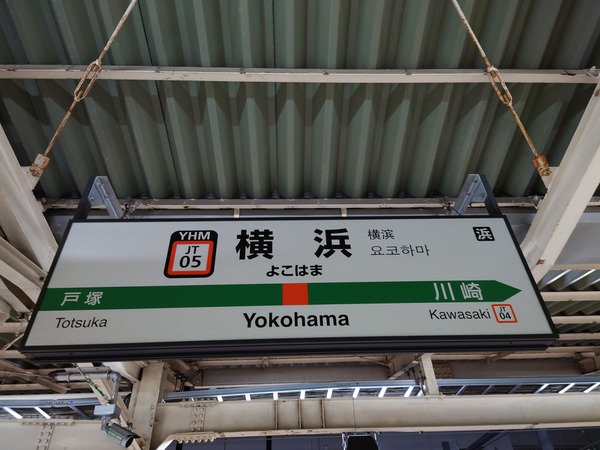 YHM
JT
05
横浜
横滨
요코하마
浜
よこはま
戸塚
川崎
Totsuka
Yokohama
Kawasaki
JT
04